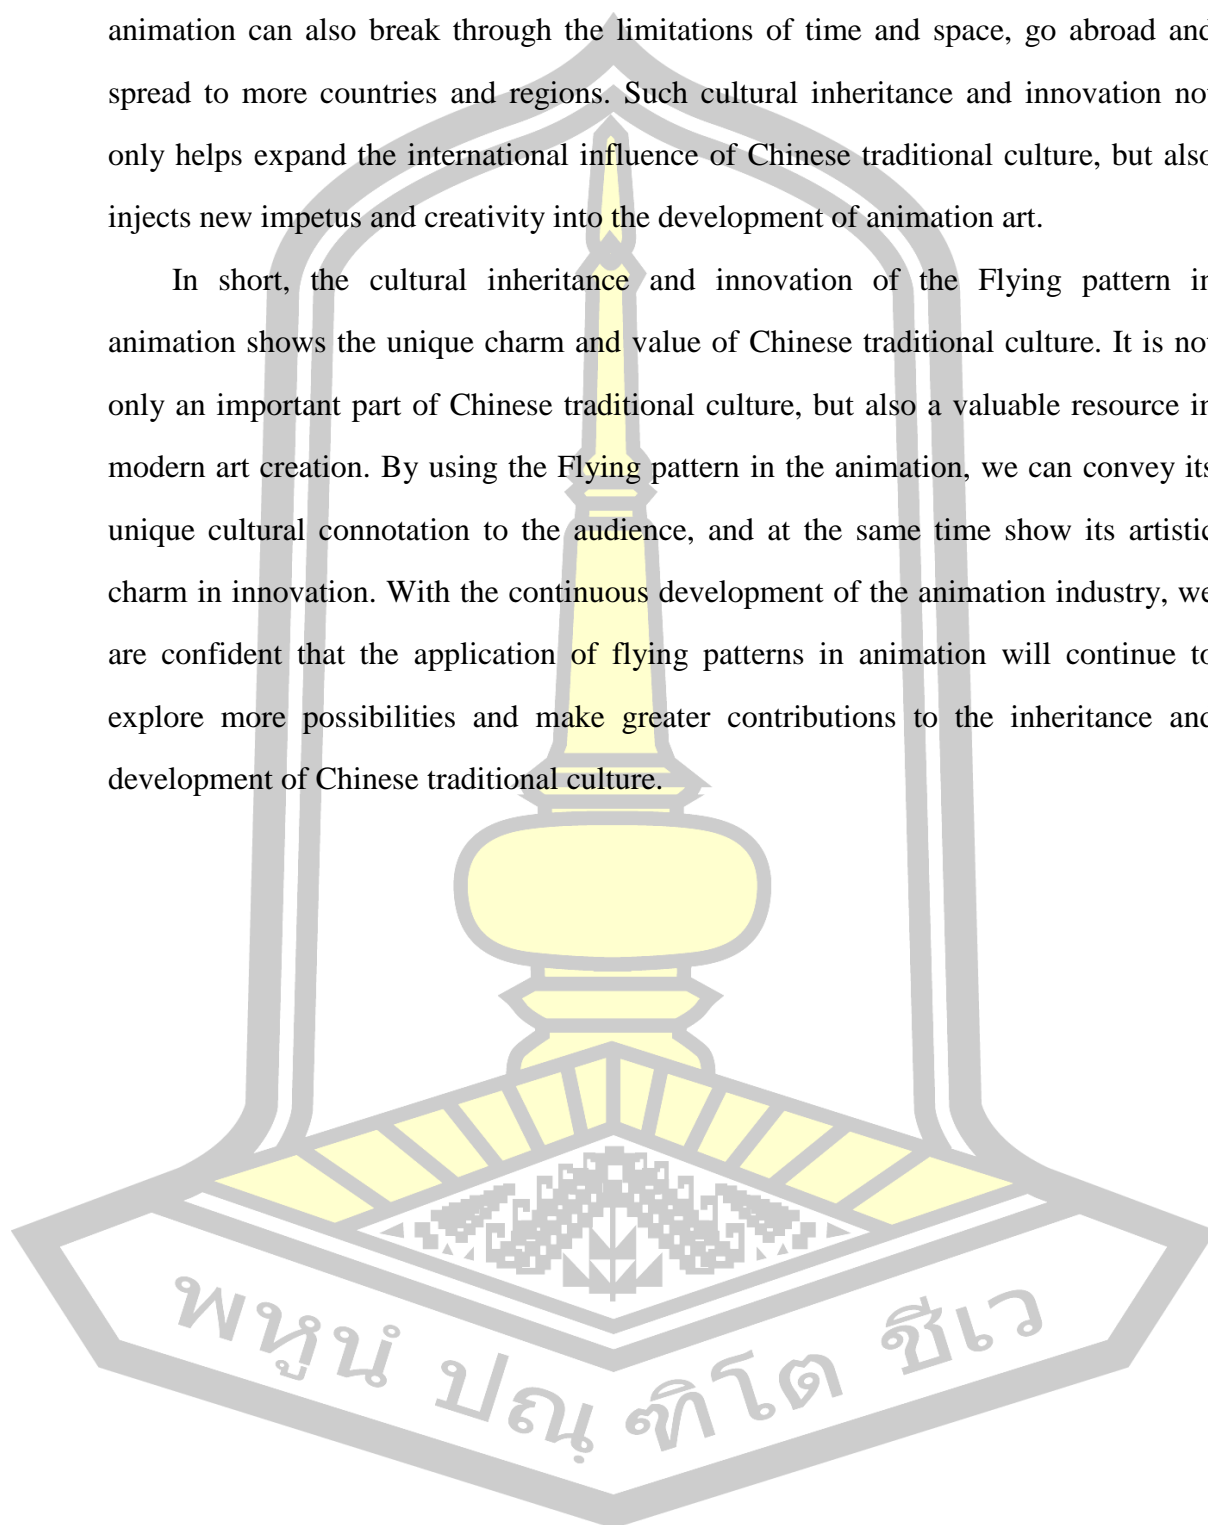 animation can also break through the limitations of time and space, go abroad and
spread to more countries and regions. Such cultural inheritance and innovation not
only helps expand the international influence of Chinese traditional culture, but also
injects new impetus and creativity into the development of animation art.
In short, the cultural inheritance and innovation of the Flying pattern in
animation shows the unique charm and value of Chinese traditional culture. It is not
only an important part of Chinese traditional culture, but also a valuable resource in
modern art creation. By using the Flying pattern in the animation, we can convey its
unique cultural connotation to the audience, and at the same time show its artistic
charm in innovation. With the continuous development of the animation industry, we
are confident that the application of flying patterns in animation will continue to
explore more possibilities and make greater contributions to the inheritance and
development of Chinese traditional culture.
พหูนํ ปณฺฑิโต ชีเว